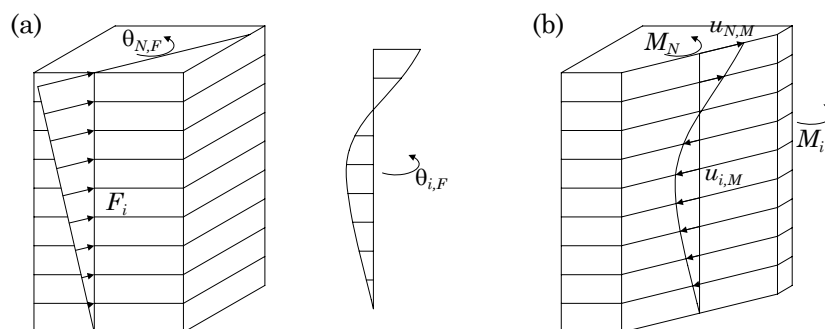 (a)
θN,F
Fi
θi,F
(b)
uN,M
MN
Mi
ui,M